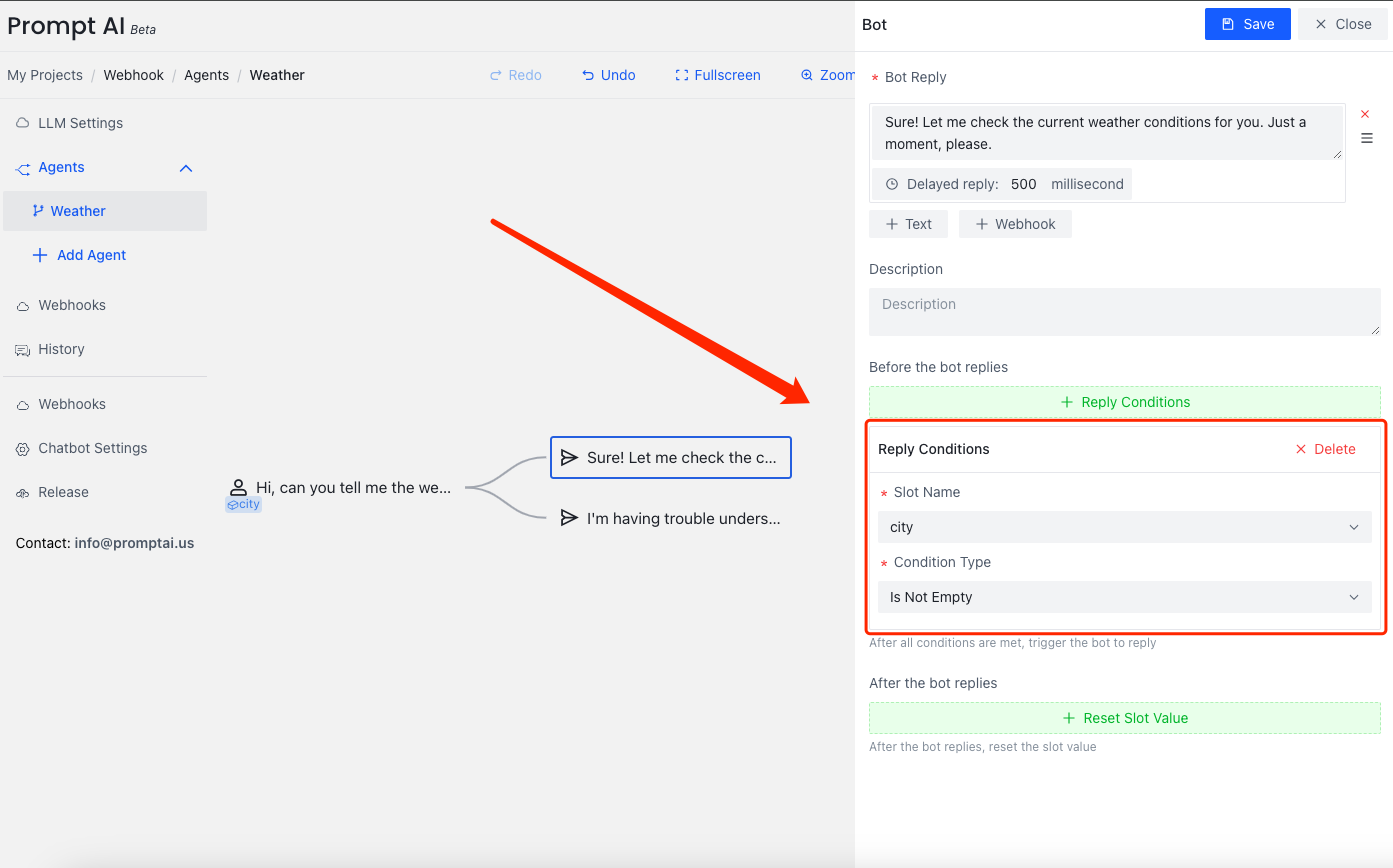 Prompt AI Beta
My Projects / Webhook / Agents / Weather
Redo
Undo
Fullscreen
Zoom
LLM Settings
Agents
Weather
Add Agent
Webhooks
History
Webhooks
Chatbot Settings
Release
Contact: info@promptai.us
Hi, can you tell me the we...
city
Sure! Let me check the c...
I'm having trouble unders...
Bot
Save
Close
* Bot Reply
Sure! Let me check the current weather conditions for you. Just a
moment, please.
Delayed reply: 500 millisecond
+ Text
+ Webhook
Description
Description
Before the bot replies
+ Reply Conditions
Reply Conditions
Delete
* Slot Name
city
* Condition Type
Is Not Empty
After all conditions are met, trigger the bot to reply
After the bot replies
+ Reset Slot Value
After the bot replies, reset the slot value